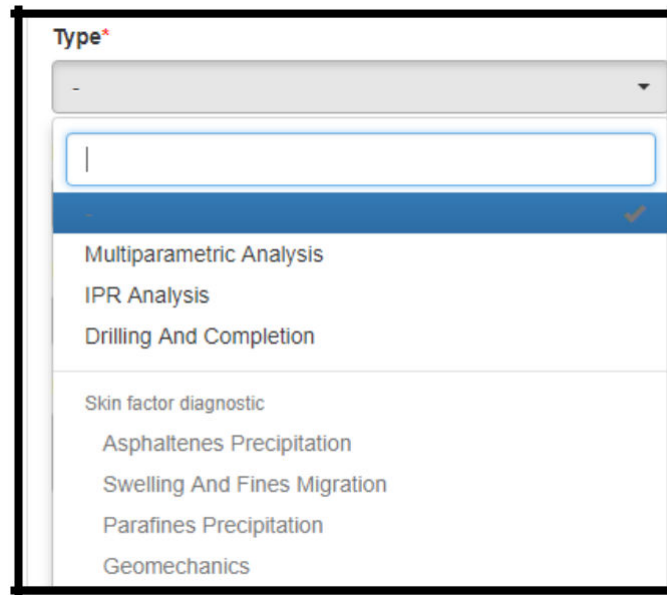 Type*
-
-
Multiparametric Analysis
IPR Analysis
Drilling And Completion
Skin factor diagnostic
Asphaltenes Precipitation
Swelling And Fines Migration
Parafines Precipitation
Geomechanics